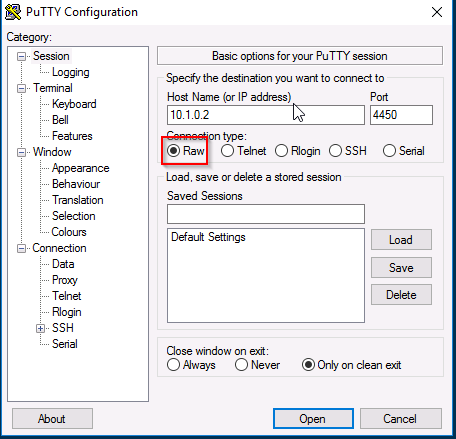 PuTTY Configuration
Category:
Session
Logging
Terminal
Keyboard
Bell
Features
Window
Appearance
Behaviour
Translation
Selection
Colours
Connection
Data
Proxy
Telnet
Rlogin
SSH
Serial
Basic options for your PuTTY session
Specify the destination you want to connect to
Host Name (or IP address) Port
10.1.0.2 4450
Connection type:
Raw Telnet Rlogin SSH Serial
Load, save or delete a stored session
Saved Sessions
Default Settings
Load
Save
Delete
Close window on exit:
Always Never Only on clean exit
About Open Cancel